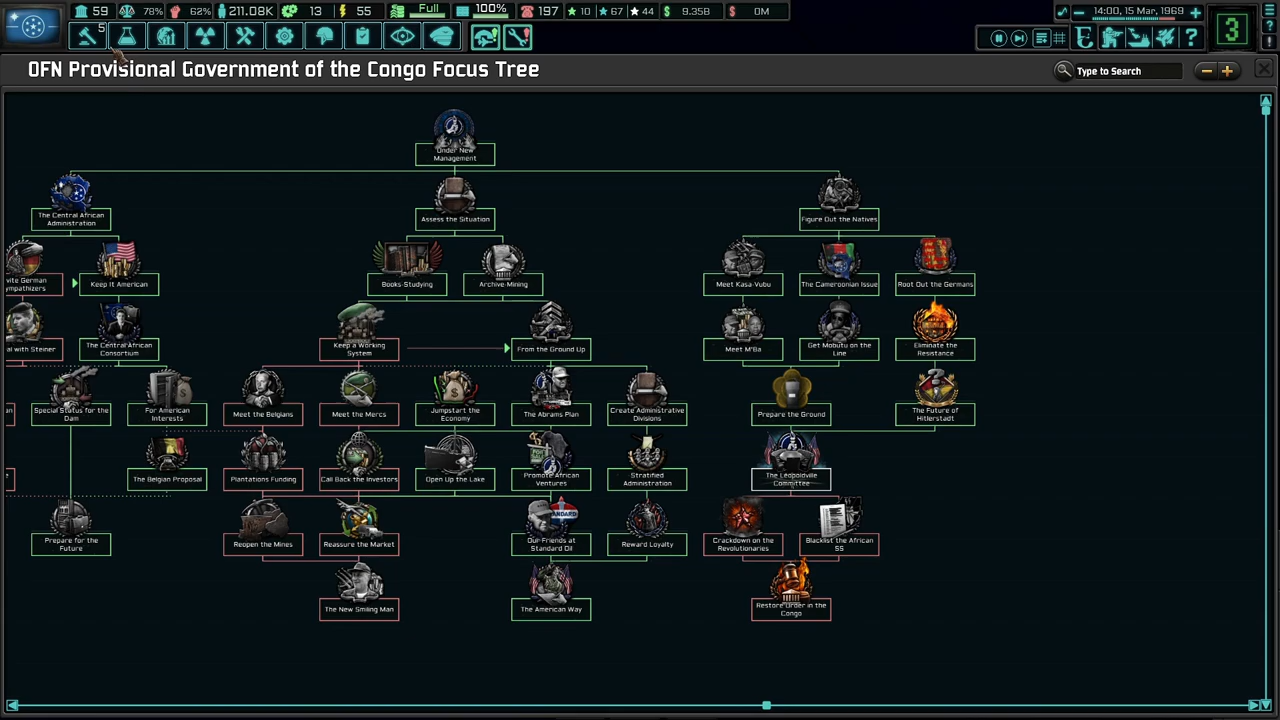 59 78% 62% 211.08K 13 55 Full 100% 197 10 67 44 9.35B 0M 14:00, 15 Mar, 1969
5
3
OFN Provisional Government of the Congo Focus Tree
Type to Search
Under New
Management
The Central African
Administration
Assess the Situation
Figure Out the Natives
vite German
ympathizers
Keep It American
Books-Studying
Archive-Mining
Meet Kasa-Vubu
The Cameroonian Issue
Root Out the Germans
al with Steiner
The Central African
Consortium
Keep a Working
System
From the Ground Up
Meet M'Ba
Get Mobutu on the
Line
Eliminate the
Resistance
Special Status for the
Dam
For American
Interests
Meet the Belgians
Meet the Mercs
Jumpstart the
Economy
The Abrams Plan
Create Administrative
Divisions
Prepare the Ground
The Future of
Hitlerstadt
The Belgian Proposal
Plantations Funding
Call Back the Investors
Open Up the Lake
Promote African
Ventures
Stratified
Administration
The Leopoldville
Committee
Prepare for the
Future
Reopen the Mines
Reassure the Market
STANDARD
Our Friends at
Standard Oil
Reward Loyalty
Crackdown on the
Revolutionaries
Blacklist the African
SS
The New Smiling Man
The American Way
Restore Order in the
Congo